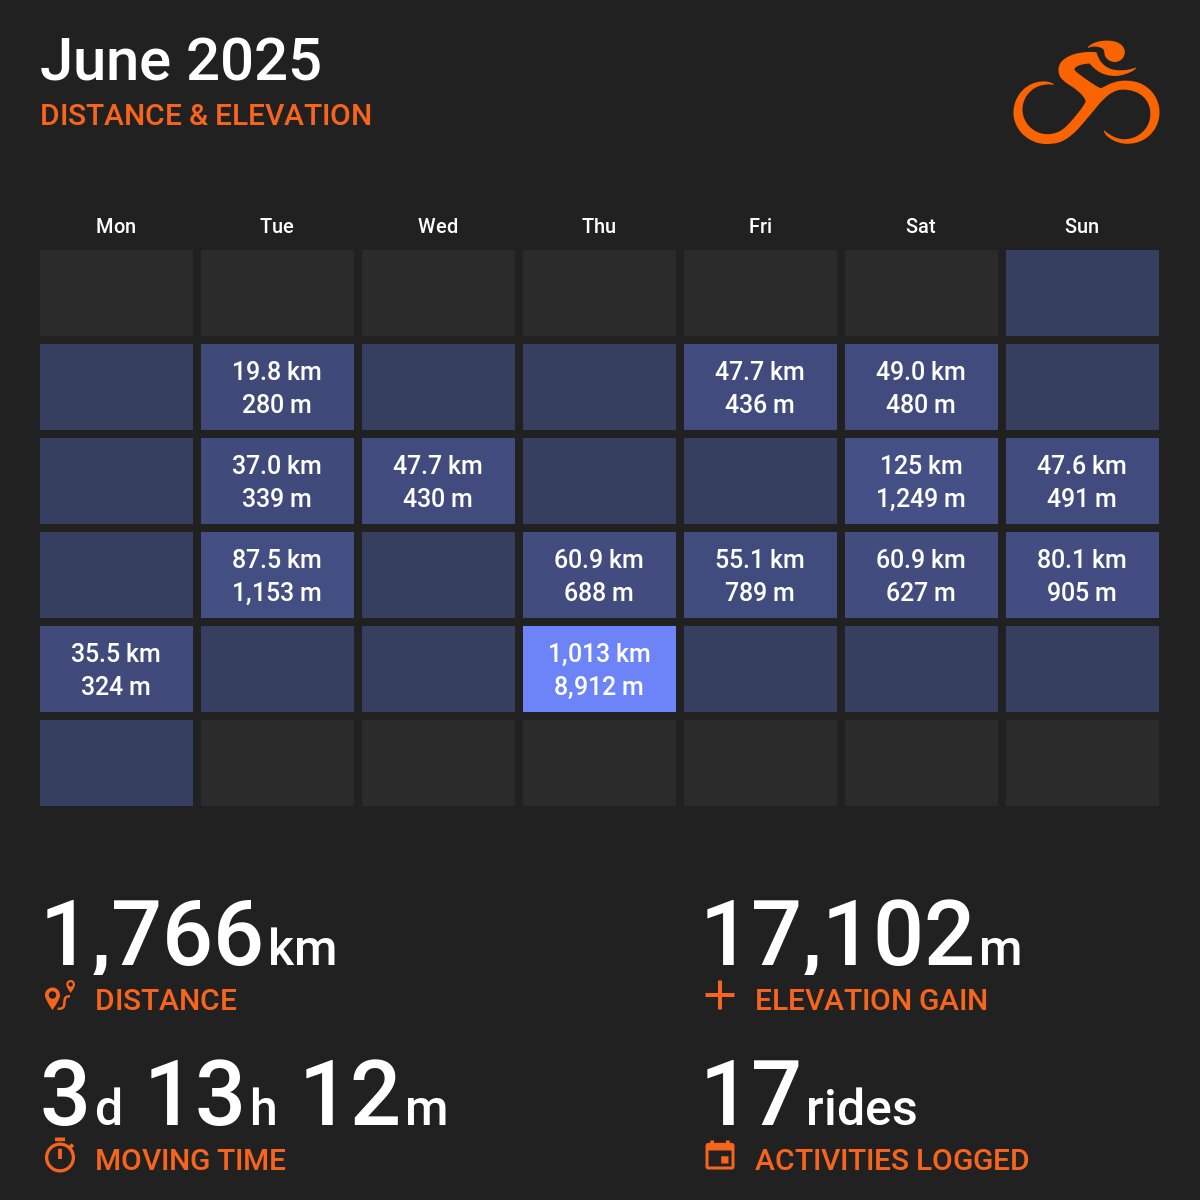 June 2025
DISTANCE & ELEVATION
Mon Tue Wed Thu Fri Sat Sun
19.8 km 47.7 km 49.0 km
280 m 436 m 480 m
37.0 km 47.7 km 125 km 47.6 km
339 m 430 m 1,249 m 491 m
87.5 km 60.9 km 55.1 km 60.9 km 80.1 km
1,153 m 688 m 789 m 627 m 905 m
35.5 km 1,013 km
324 m 8,912 m
1,766 km 17,102 m
DISTANCE ELEVATION GAIN
3d 13h 12m 17 rides
MOVING TIME ACTIVITIES LOGGED